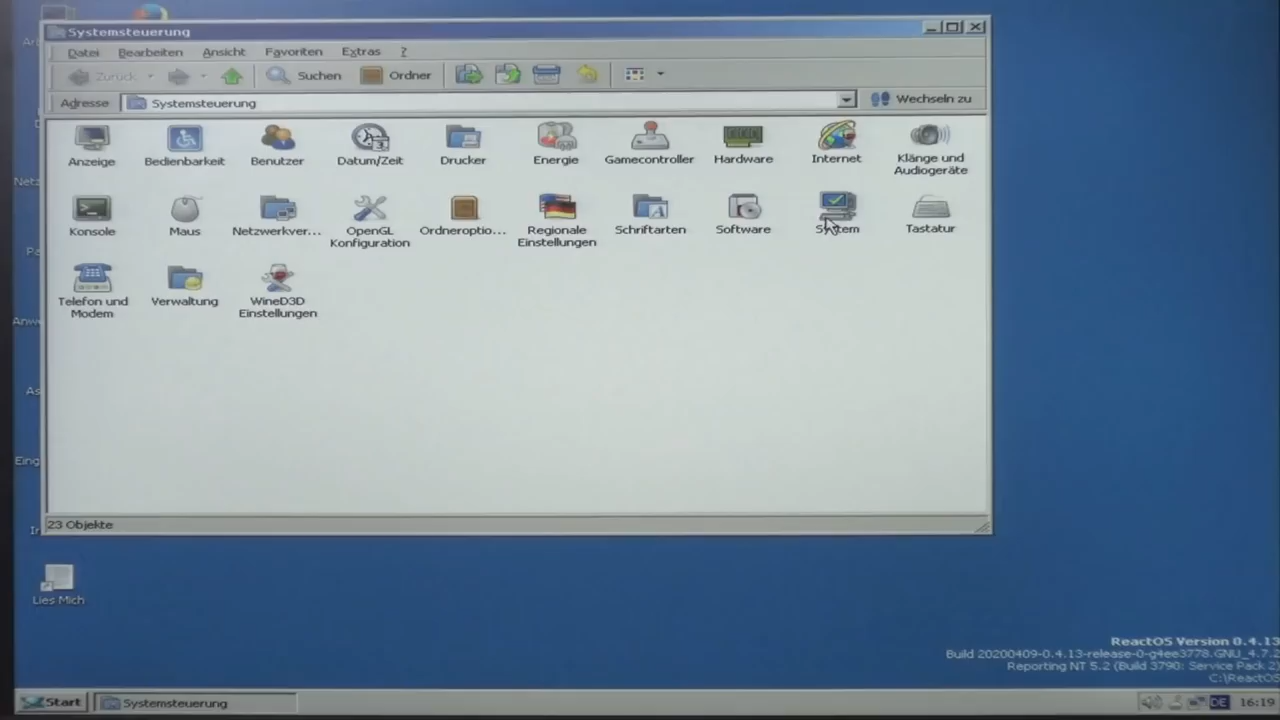 Systemsteuerung
Datei Bearbeiten Ansicht Favoriten Extras ?
Zurück Suchen Ordner
Adresse Systemsteuerung Wechseln zu
Anzeige Bedienbarkeit Benutzer Datum/Zeit Drucker Energie Gamecontroller Hardware Internet Klänge und
Audiogeräte
Konsole Maus Netzwerkver... OpenGL Ordneroptio... Regionale Schriftarten Software System Tastatur
Konfiguration Einstellungen
Telefon und Verwaltung WineD3D
Modem Einstellungen
23 Objekte
Lies Mich
ReactOS Version 0.4.13
Build 20200409-0.4.13-release-0-g4ee3778.GNU_4.7.2
Reporting NT 5.2 (Build 3790: Service Pack 2)
C:\ReactOS
Start Systemsteuerung DE 16:19